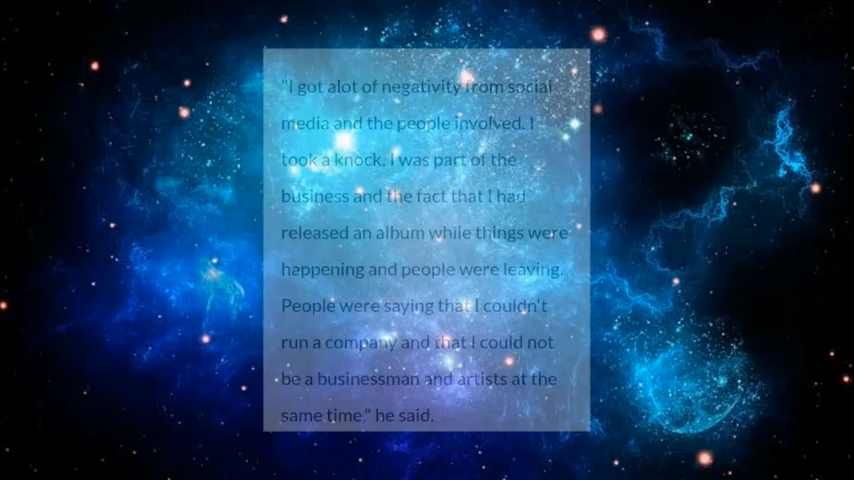 "I got alot of negativity from social
media and the people involved. I
took a knock. I was part of the
business and the fact that I had
released an album while things were
happening and people were leaving.
People were saying that I couldn't
run a company and that I could not
be a businessman and artists at the
same time," he said.